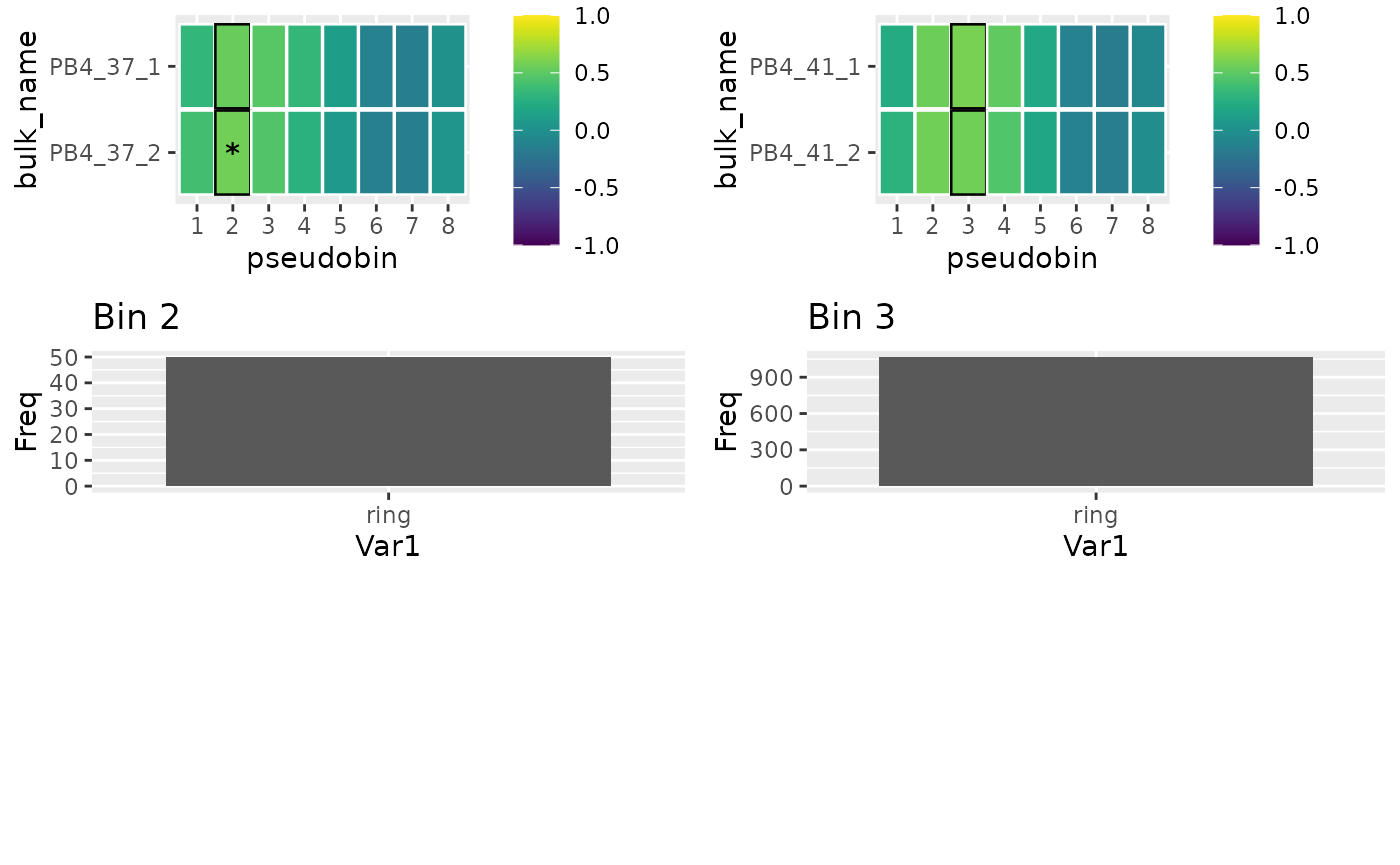 bulk_name
PB4_37_1
PB4_37_2
*
1 2 3 4 5 6 7 8
pseudobin
1.0
0.5
0.0
-0.5
-1.0
bulk_name
PB4_41_1
PB4_41_2
1 2 3 4 5 6 7 8
pseudobin
1.0
0.5
0.0
-0.5
-1.0
Bin 2
Freq
50
40
30
20
10
0
ring
Var1
Bin 3
Freq
900
600
300
0
ring
Var1